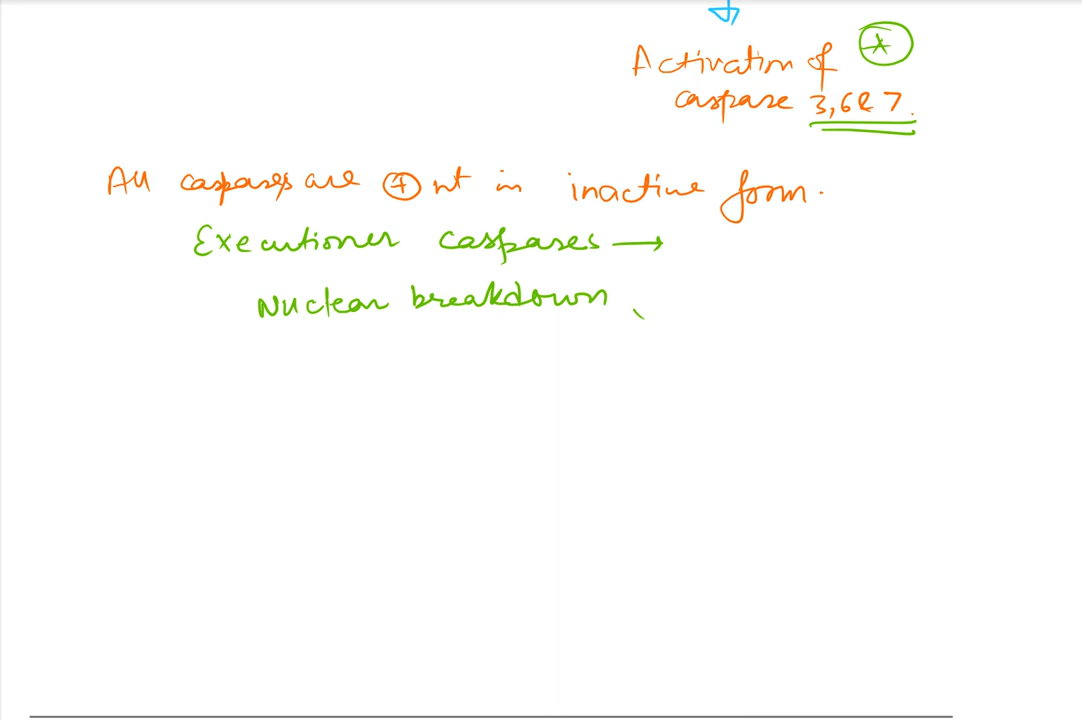 Activation of
caspase 3,6 & 7.
All caspases are ⊕nt in inactive form.
Executioner caspases →
Nuclear breakdown